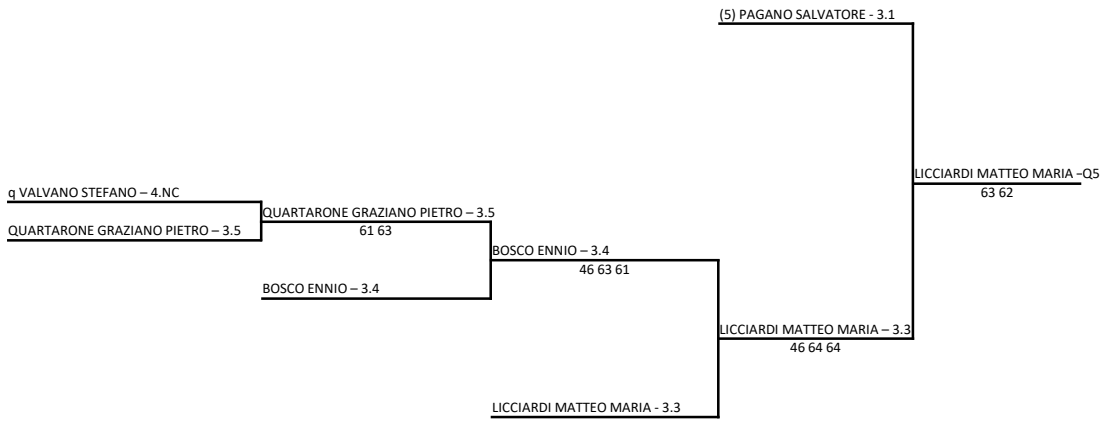 (5) PAGANO SALVATORE - 3.1
LICCIARDI MATTEO MARIA –Q5
63 62
q VALVANO STEFANO – 4.NC
QUARTARONE GRAZIANO PIETRO – 3.5
61 63
QUARTARONE GRAZIANO PIETRO – 3.5
BOSCO ENNIO – 3.4
46 63 61
BOSCO ENNIO – 3.4
LICCIARDI MATTEO MARIA – 3.3
46 64 64
LICCIARDI MATTEO MARIA - 3.3